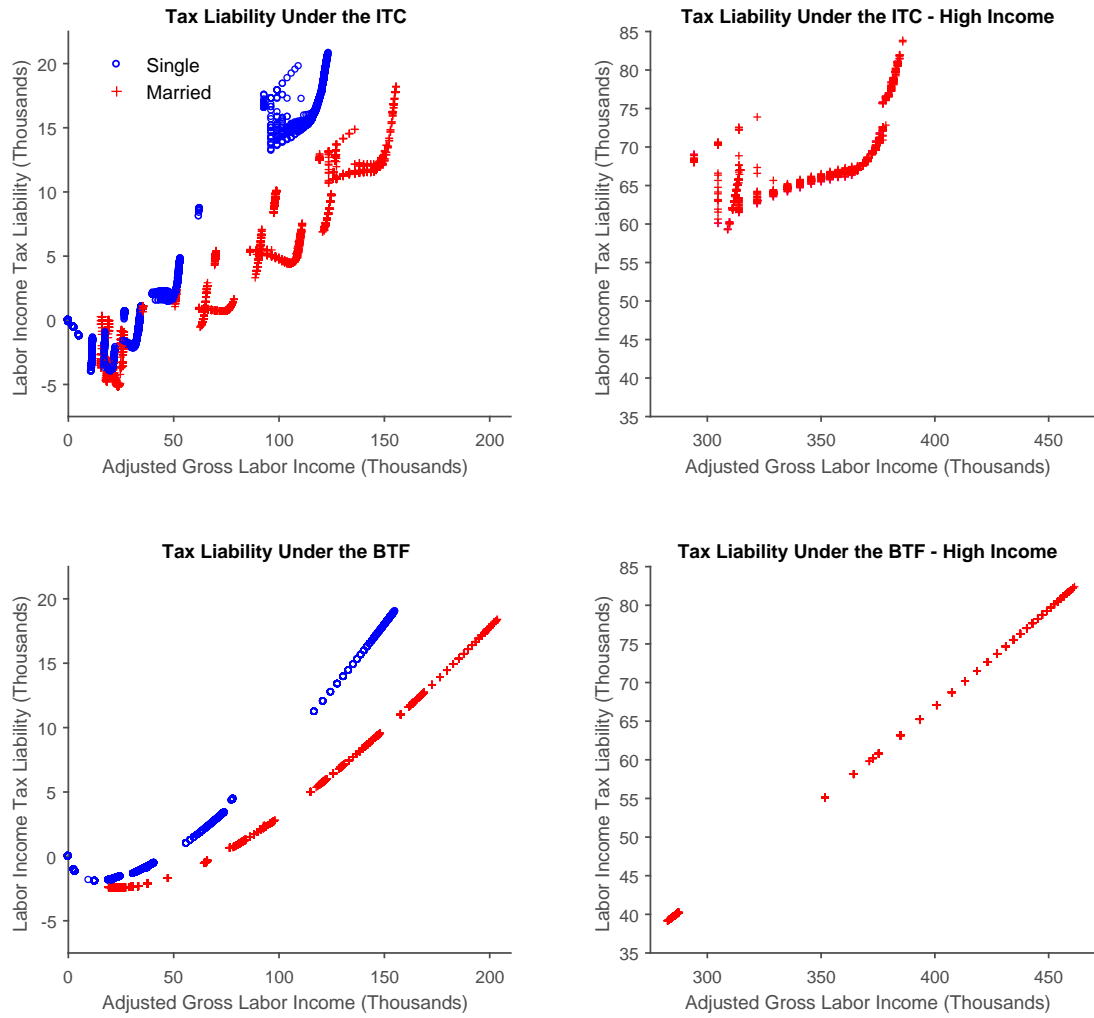 Tax Liability Under the ITC
Labor Income Tax Liability (Thousands)
20
15
10
5
0
-5
Single
Married
0 50 100 150 200
Adjusted Gross Labor Income (Thousands)
Tax Liability Under the ITC - High Income
Labor Income Tax Liability (Thousands)
85
80
75
70
65
60
55
50
45
40
35
300 350 400 450
Adjusted Gross Labor Income (Thousands)
Tax Liability Under the BTF
Labor Income Tax Liability (Thousands)
20
15
10
5
0
-5
0 50 100 150 200
Adjusted Gross Labor Income (Thousands)
Tax Liability Under the BTF - High Income
Labor Income Tax Liability (Thousands)
85
80
75
70
65
60
55
50
45
40
35
300 350 400 450
Adjusted Gross Labor Income (Thousands)